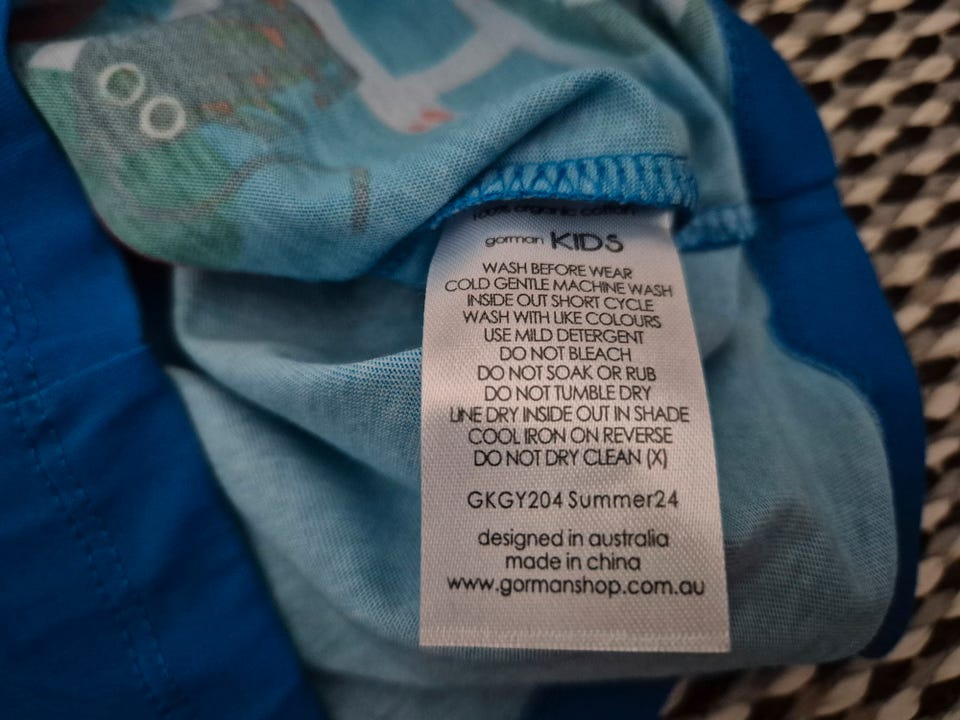 100% organic cotton
gorman KIDS
WASH BEFORE WEAR
COLD GENTLE MACHINE WASH
INSIDE OUT SHORT CYCLE
WASH WITH LIKE COLOURS
USE MILD DETERGENT
DO NOT BLEACH
DO NOT SOAK OR RUB
DO NOT TUMBLE DRY
LINE DRY INSIDE OUT IN SHADE
COOL IRON ON REVERSE
DO NOT DRY CLEAN (X)
GKGY204 Summer24
designed in australia
made in china
www.gormanshop.com.au